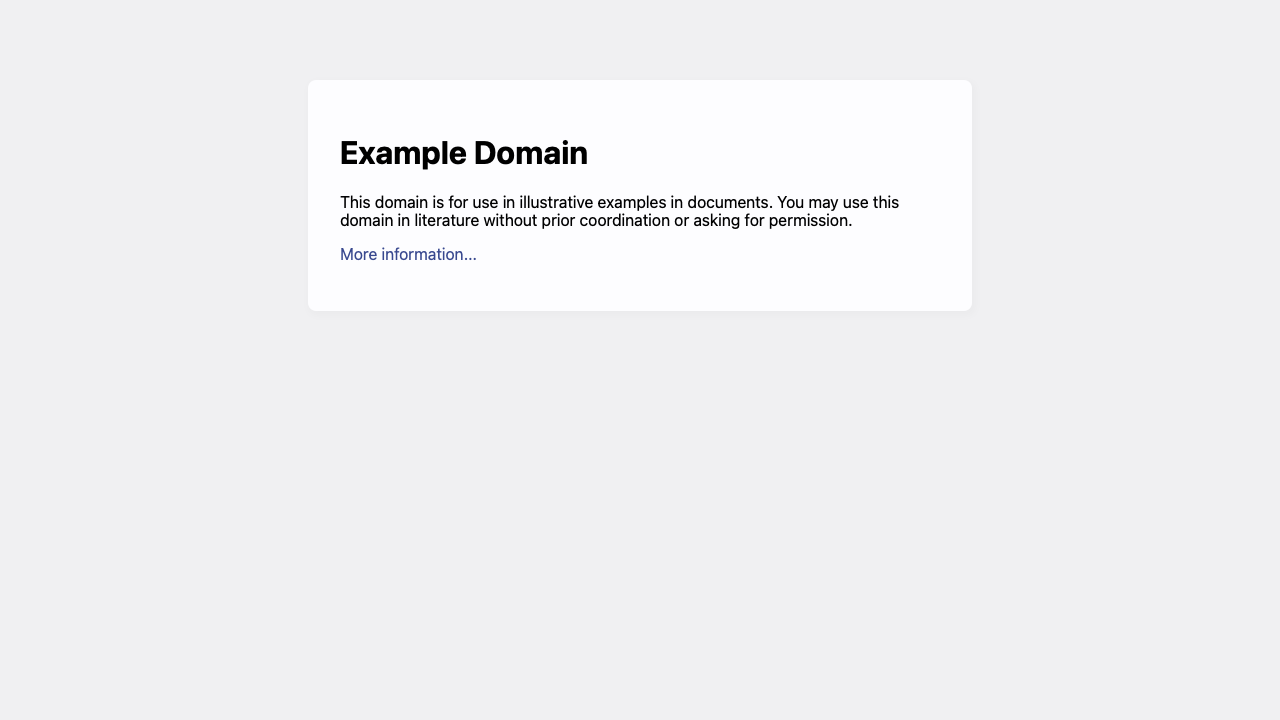 Example Domain
This domain is for use in illustrative examples in documents. You may use this
domain in literature without prior coordination or asking for permission.
More information...